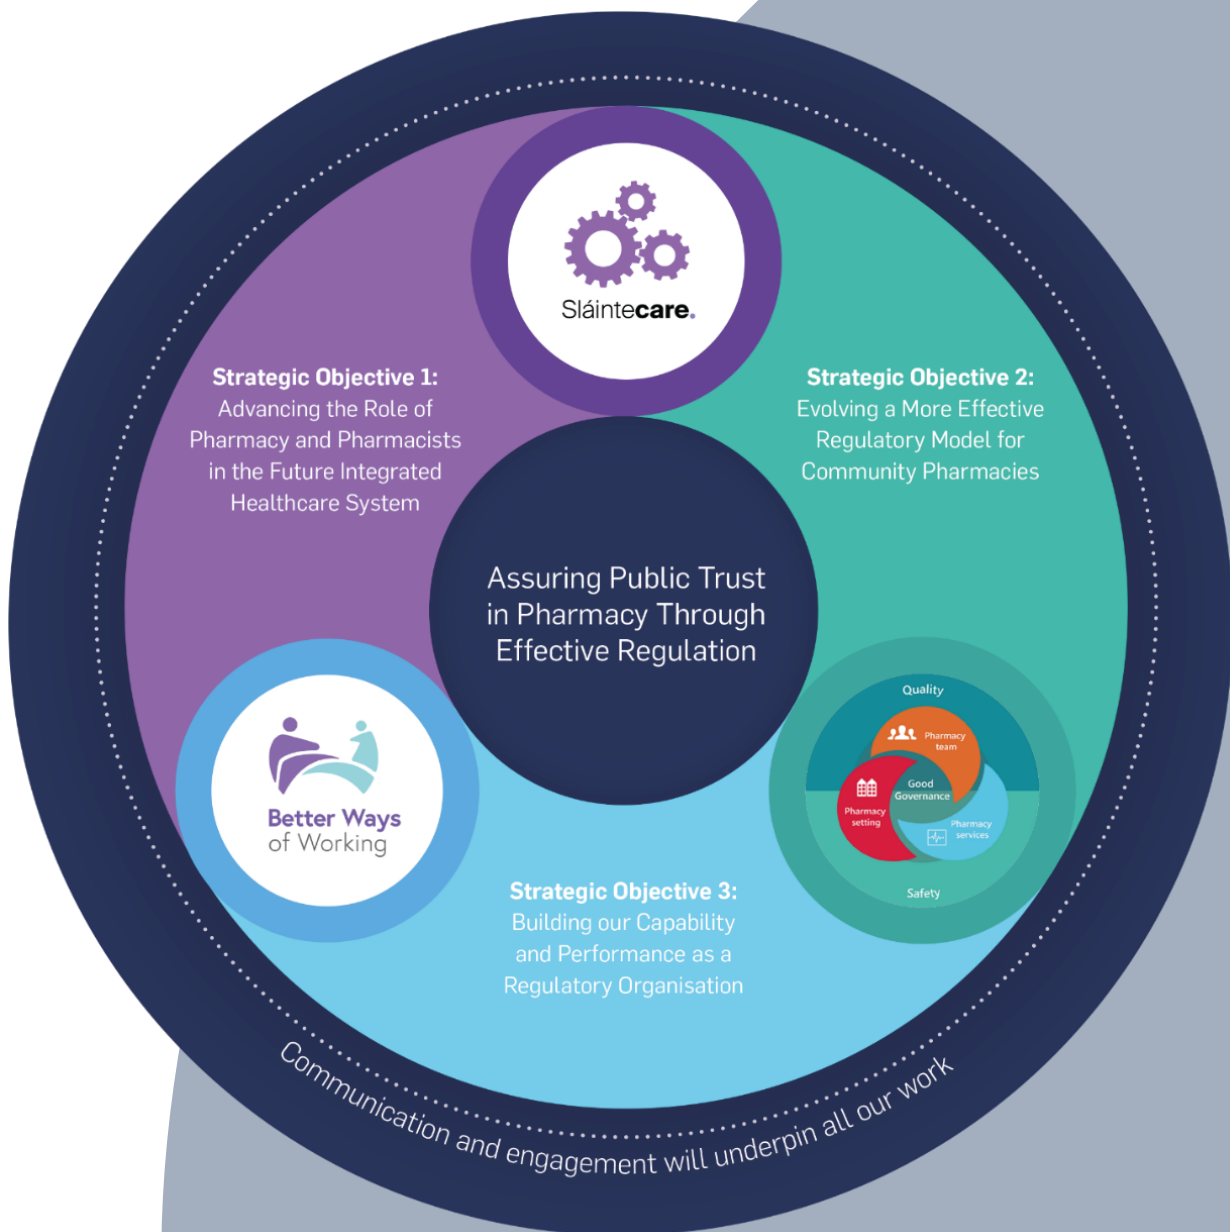 Sláintecare.
Strategic Objective 1:
Advancing the Role of
Pharmacy and Pharmacists
in the Future Integrated
Healthcare System
Strategic Objective 2:
Evolving a More Effective
Regulatory Model for
Community Pharmacies
Assuring Public Trust
in Pharmacy Through
Effective Regulation
Better Ways
of Working
Quality
Pharmacy
team
Good
Governance
Pharmacy
setting
Pharmacy
services
Safety
Strategic Objective 3:
Building our Capability
and Performance as a
Regulatory Organisation
Communication and engagement will underpin all our work